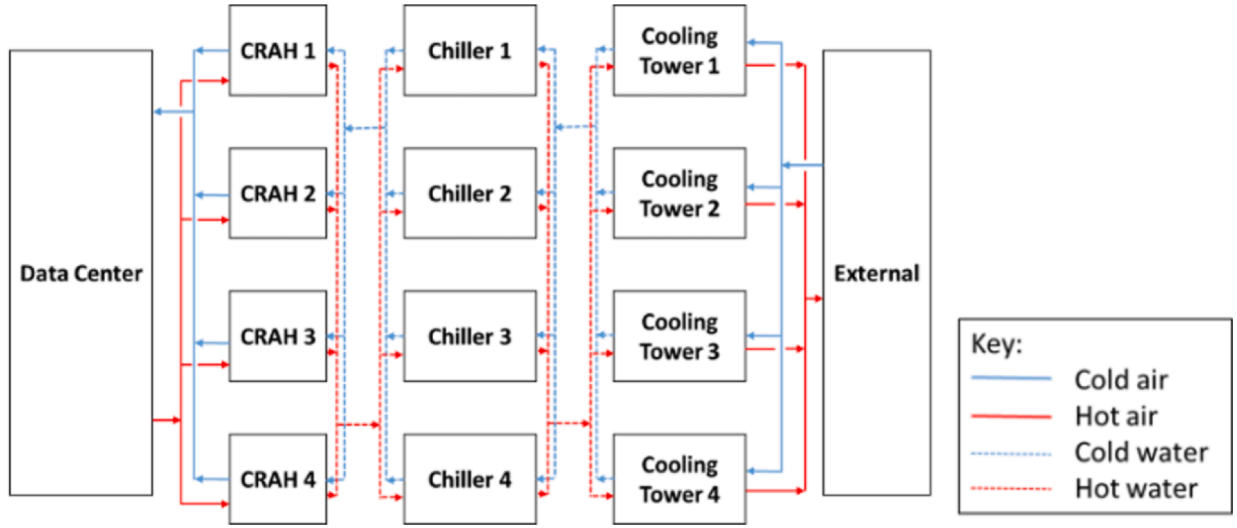 Data Center
CRAH 1
CRAH 2
CRAH 3
CRAH 4
Chiller 1
Chiller 2
Chiller 3
Chiller 4
Cooling
Tower 1
Cooling
Tower 2
Cooling
Tower 3
Cooling
Tower 4
External
Key:
Cold air
Hot air
Cold water
Hot water